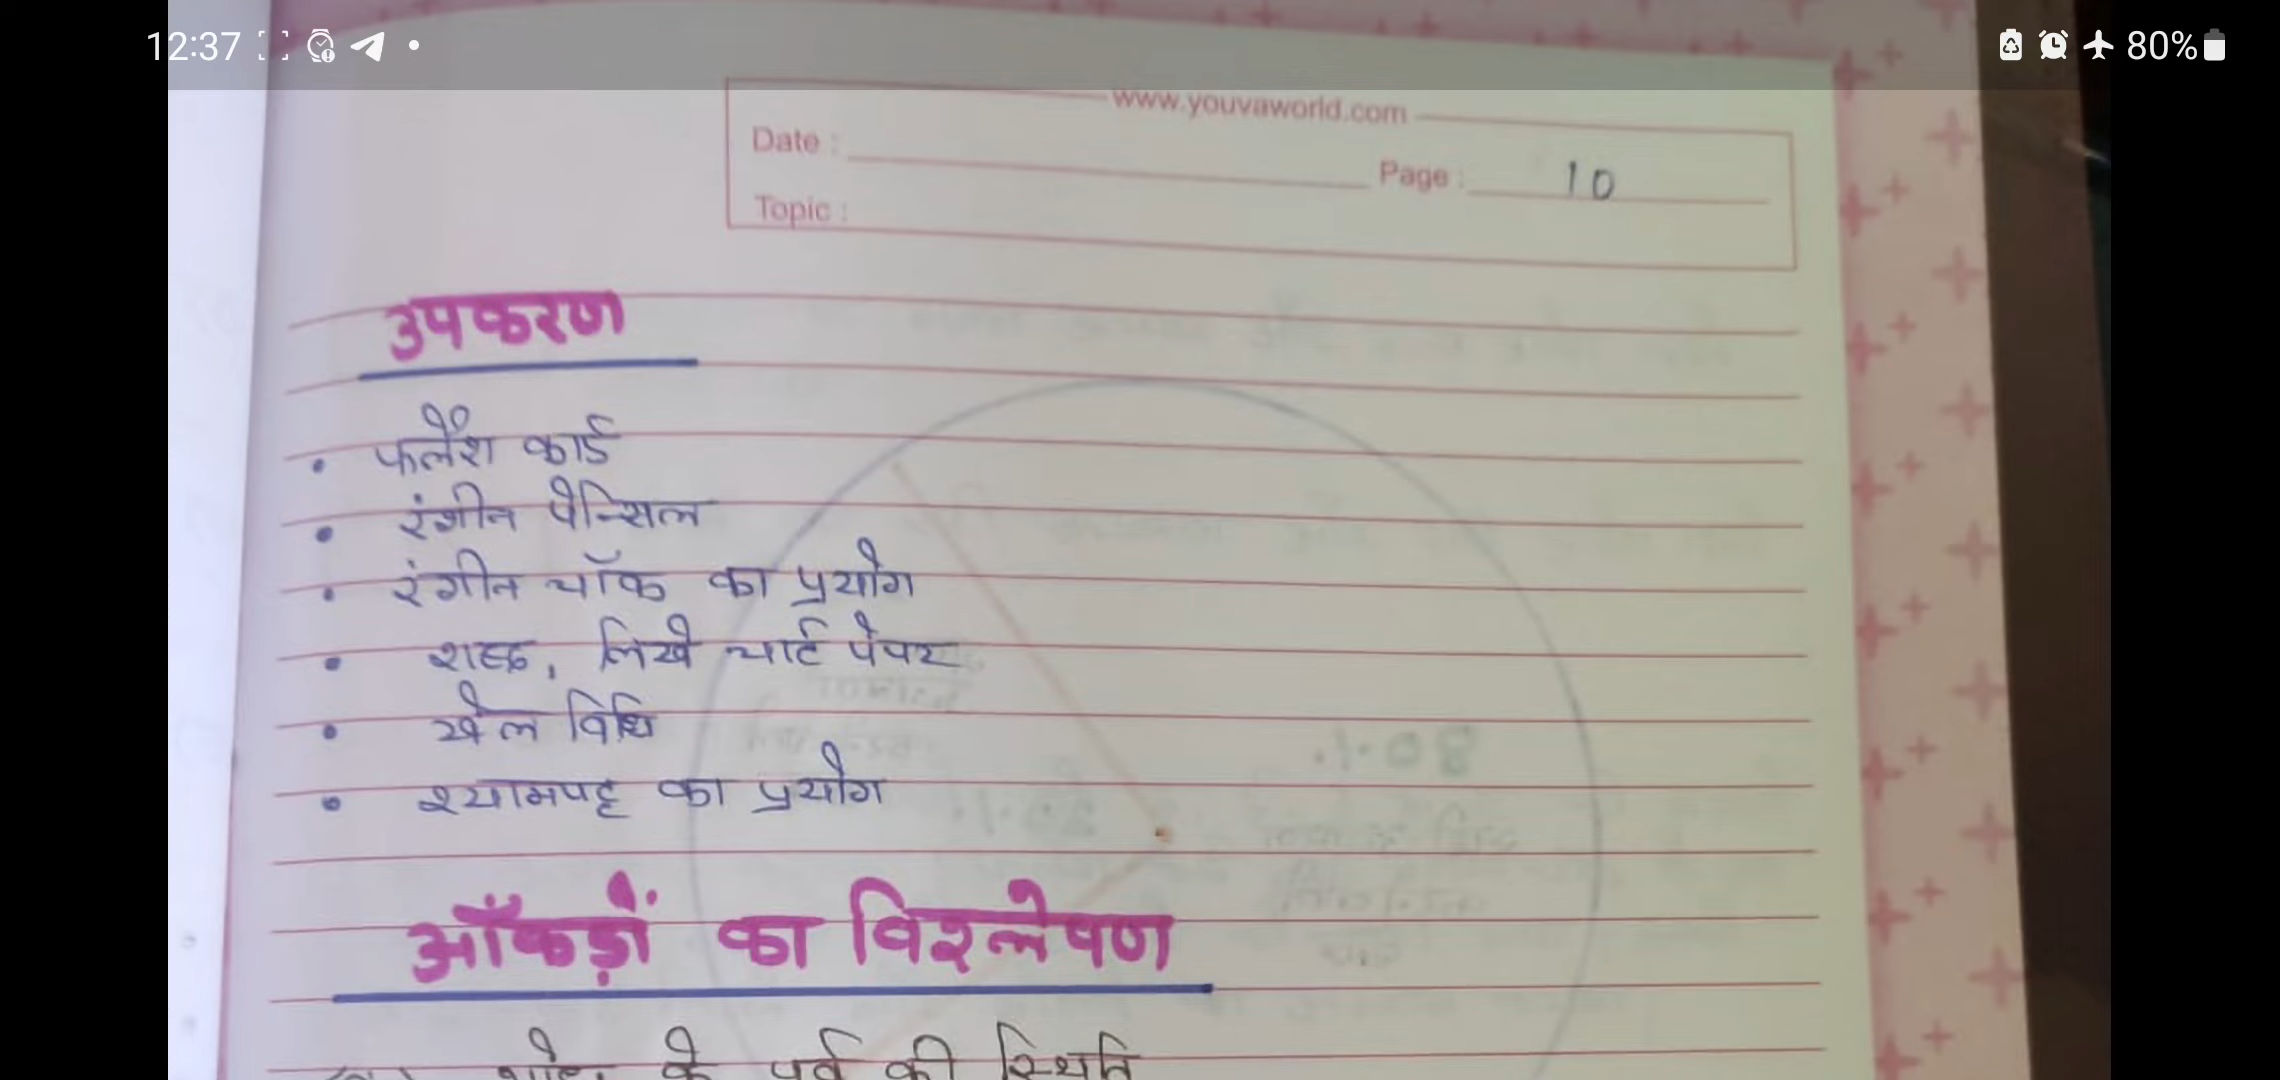 12:37
80%
www.youvaworld.com
Date :
Page : 10
Topic :
उपकरण
• फ्लैश कार्ड
• रंगीन पेन्सिल
• रंगीन चॉक का प्रयोग
• शब्द, लिखे चार्ट पेपर
• खेल विधि
• श्यामपट्ट का प्रयोग
आँकड़ों का विश्लेषण
के पूर्व की स्थिति